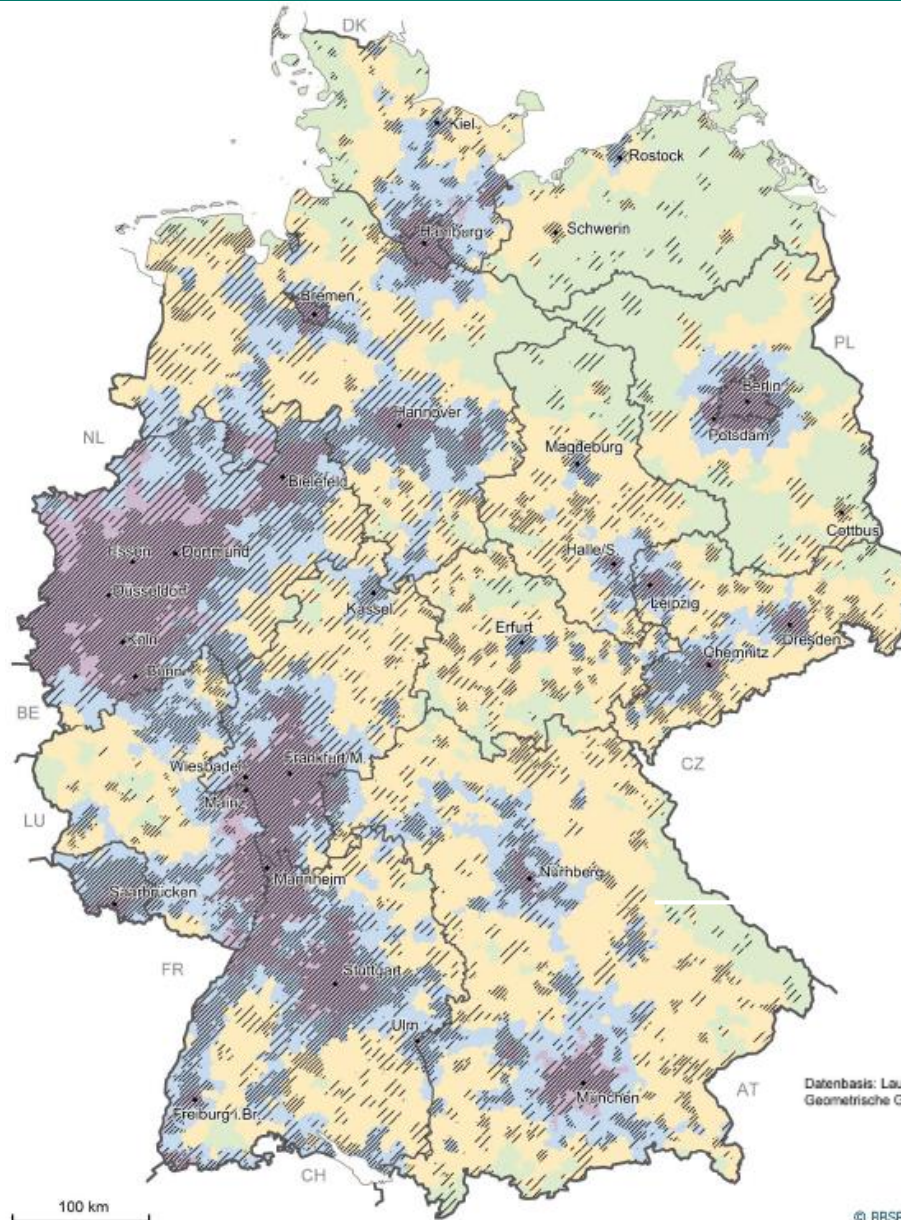 DK
Kiel
Rostock
Hamburg
Schwerin
Bremen
PL
Berlin
Hannover
Potsdam
NL
Magdeburg
Bielefeld
Cottbus
Essen
Dortmund
Halle/S.
Düsseldorf
Kassel
Leipzig
Erfurt
Dresden
Köln
Chemnitz
Bonn
BE
Wiesbaden
Frankfurt/M.
CZ
Mainz
LU
Mannheim
Nürnberg
Saarbrücken
FR
Stuttgart
Ulm
München
AT
Datenbasis: Lau
Freiburg i.Br.
Geometrische G
CH
100 km
© BBSR